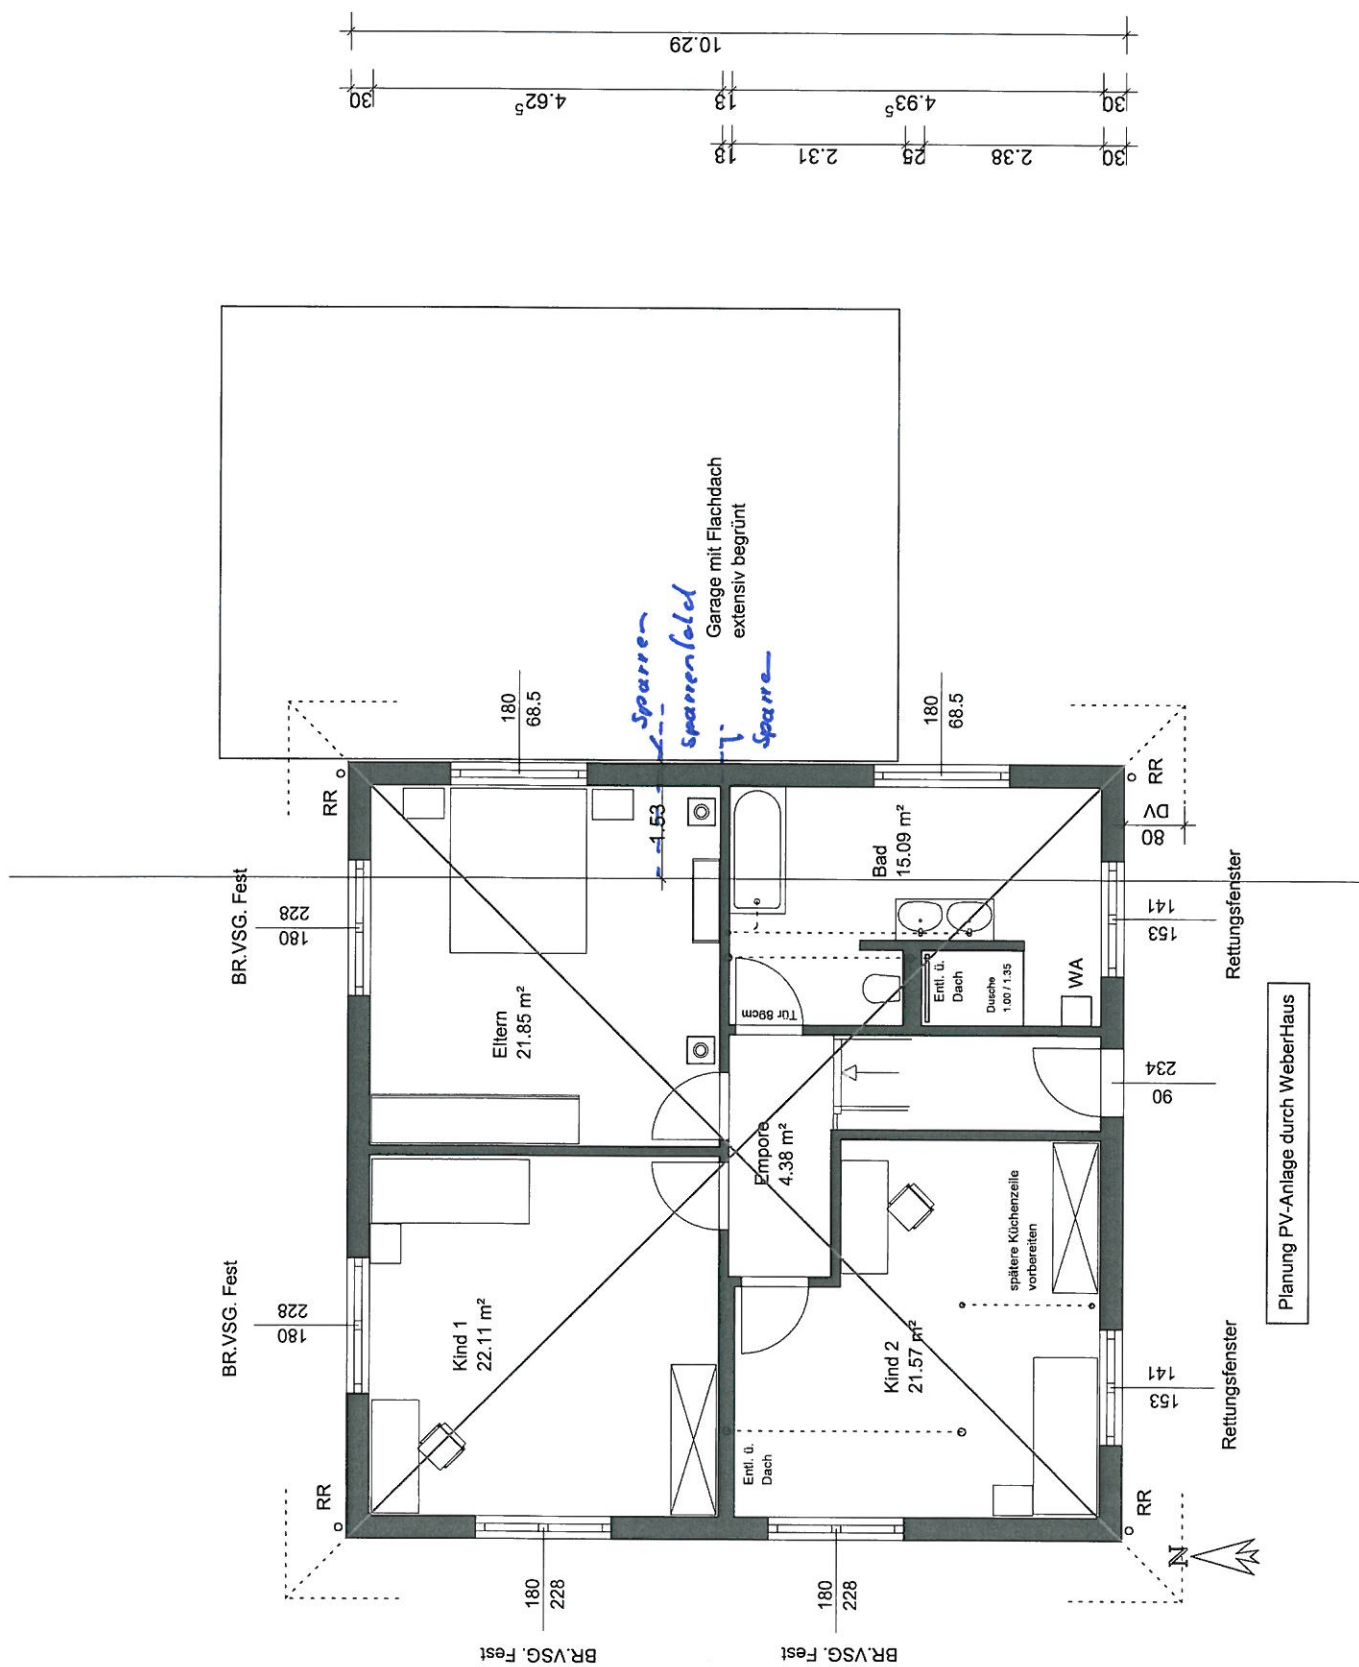 10.29
30
4.62⁵
13
4.93⁵
30
13
2.31
25
2.38
30
Garage mit Flachdach
extensiv begrünt
Sparren
Sparrenfeld
Sparre
180
68.5
180
68.5
RR
RR
DV
80
1.53
BR.VSG. Fest
228
180
Eltern
21.85 m²
Bad
15.09 m²
141
153
Rettungsfenster
Entl. ü.
Dach
Dusche
1.00 / 1.35
WA
Tür 89cm
234
90
Empore
4.38 m²
BR.VSG. Fest
228
180
Kind 1
22.11 m²
Kind 2
21.57 m²
spätere Küchenzeile
vorbereiten
141
153
Rettungsfenster
Entl. ü.
Dach
RR
RR
180
228
BR.VSG. Fest
180
228
BR.VSG. Fest
N
Planung PV-Anlage durch WeberHaus